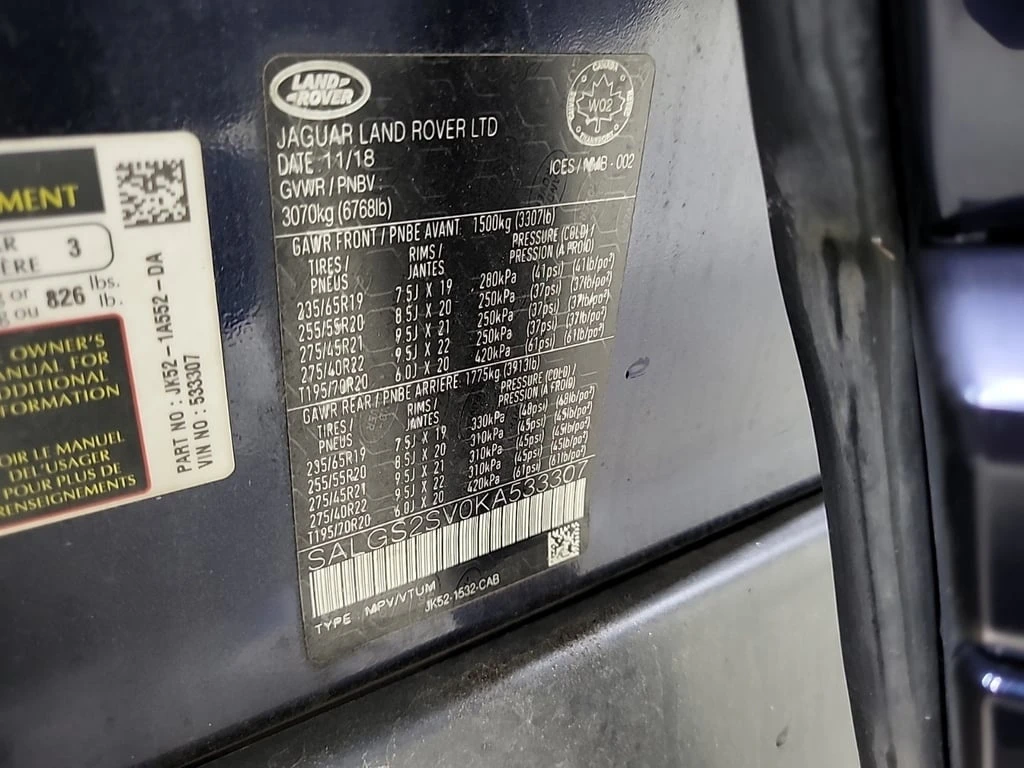 MENT
3
ÈRE
826 lbs.
ou lb.
OWNER'S
MANUAL FOR
ADDITIONAL
INFORMATION
LE MANUEL
DE L'USAGER
POUR PLUS DE
RENSEIGNEMENTS
PART NO : JK52-1A552-DA
VIN NO : 533307
LAND-
-ROVER
CANADA
W02
JAGUAR LAND ROVER LTD
DATE 11/18
ICES / NMB - 002
GVWR / PNBV :
3070kg (6768lb)
GAWR FRONT / PNBE AVANT 1500kg (3307lb)
TIRES / PNEUS RIMS / JANTES PRESSURE (COLD) / PRESSION (A FROID)
235/65R19 7.5J X 19 280kPa (41psi) (41lb/po²)
255/55R20 8.5J X 20 250kPa (37psi) (37lb/po²)
275/45R21 9.5J X 21 250kPa (37psi) (37lb/po²)
275/40R22 9.5J X 22 250kPa (37psi) (37lb/po²)
T195/70R20 6.0J X 20 420kPa (61psi) (61lb/po²)
GAWR REAR / PNBE ARRIERE: 1775kg (3913lb)
TIRES / PNEUS RIMS / JANTES PRESSURE (COLD) / PRESSION (A FROID)
235/65R19 7.5J X 19 330kPa (48psi) (48lb/po²)
255/55R20 8.5J X 20 310kPa (45psi) (45lb/po²)
275/45R21 9.5J X 21 310kPa (45psi) (45lb/po²)
275/40R22 9.5J X 22 310kPa (45psi) (45lb/po²)
T195/70R20 6.0J X 20 420kPa (61psi) (61lb/po²)
SALGS2SV0KA533307
TYPE : MPV/VTUM
JK52-1532-CAB